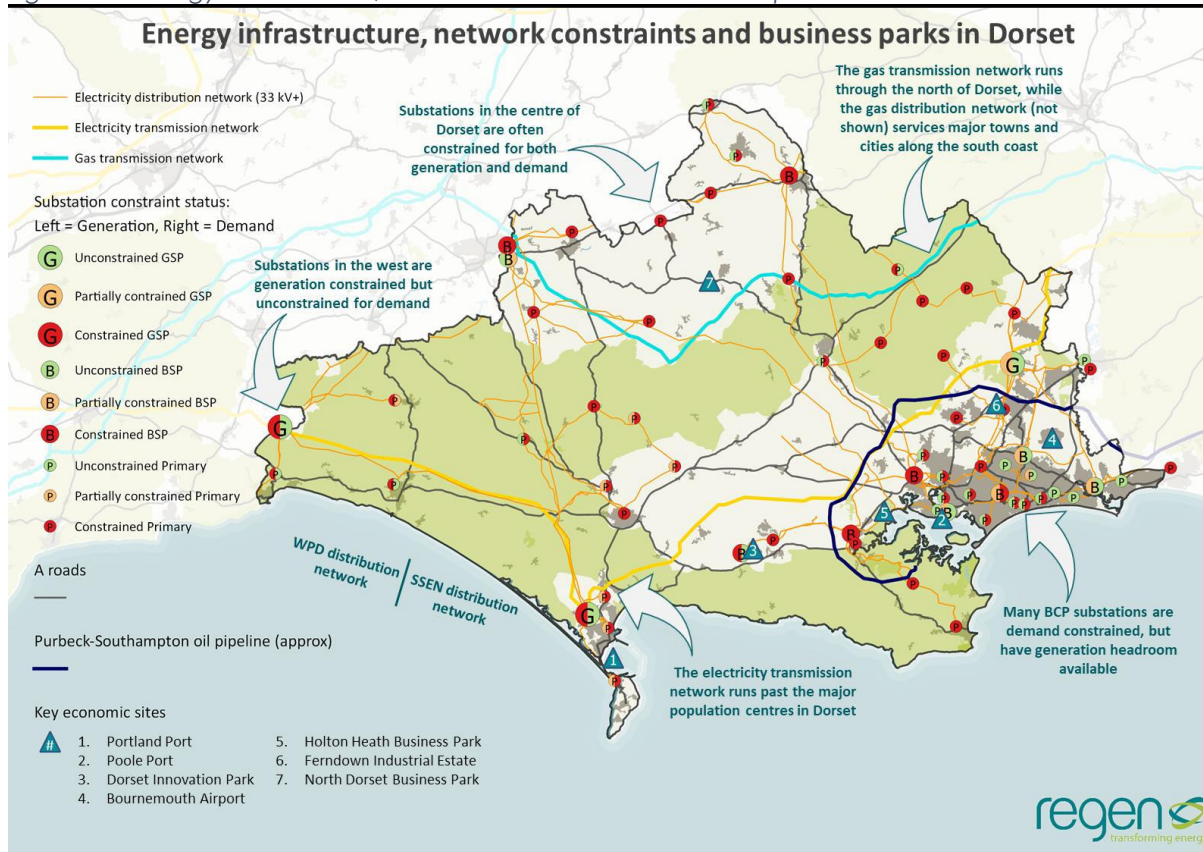 Energy infrastructure, network constraints and business parks in Dorset
Electricity distribution network (33 kV+)
Electricity transmission network
Gas transmission network
Substation constraint status:
Left = Generation, Right = Demand
G Unconstrained GSP
G Partially contrained GSP
G Constrained GSP
B Unconstrained BSP
B Partially constrained BSP
B Constrained BSP
P Unconstrained Primary
P Partially constrained Primary
P Constrained Primary
A roads
Purbeck-Southampton oil pipeline (approx)
Key economic sites
#
1. Portland Port
2. Poole Port
3. Dorset Innovation Park
4. Bournemouth Airport
5. Holton Heath Business Park
6. Ferndown Industrial Estate
7. North Dorset Business Park
Substations in the centre of
Dorset are often
constrained for both
generation and demand
The gas transmission network runs
through the north of Dorset, while
the gas distribution network (not
shown) services major towns and
cities along the south coast
Substations in the west are
generation constrained but
unconstrained for demand
WPD distribution
network
SSEN distribution
network
The electricity transmission
network runs past the major
population centres in Dorset
Many BCP substations are
demand constrained, but
have generation headroom
available
7
6
4
5
2
3
1
regen
transforming energy